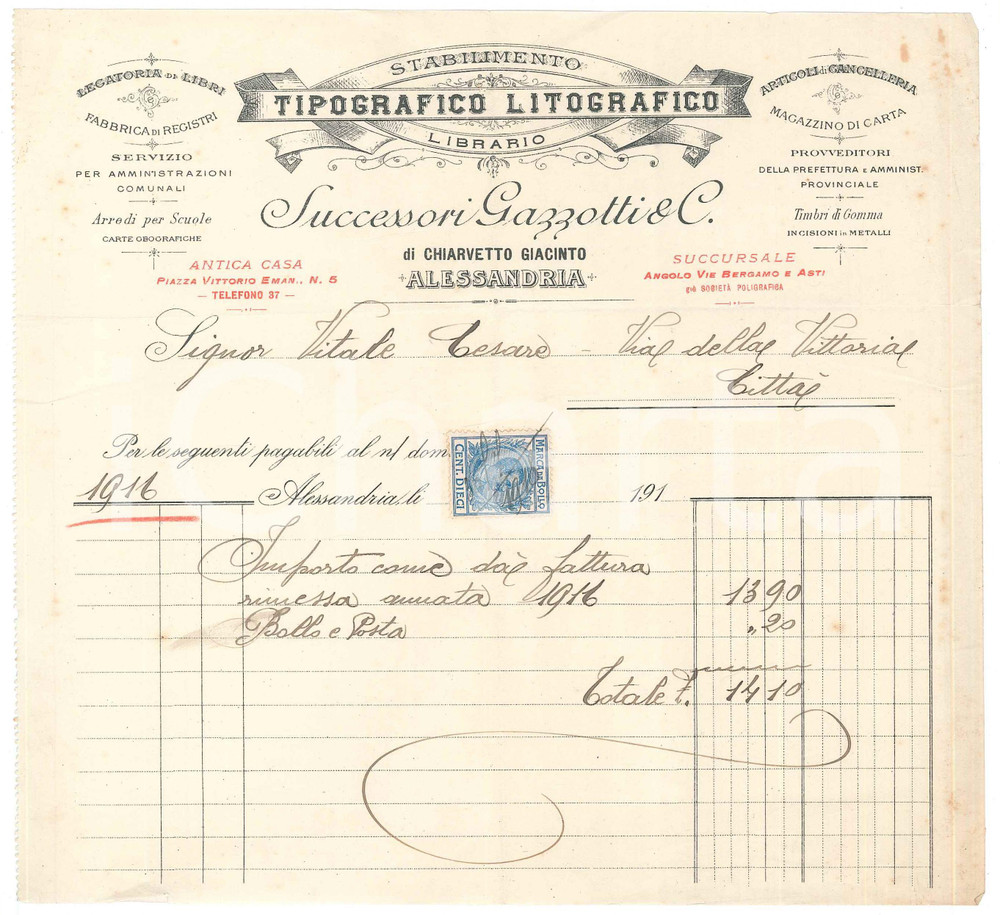 LEGATORIA DI LIBRI
FABBRICA DI REGISTRI
SERVIZIO
PER AMMINISTRAZIONI
COMUNALI
Arredi per Scuole
CARTE GEOGRAFICHE
STABILIMENTO
TIPOGRAFICO LITOGRAFICO
LIBRARIO
ARTICOLI di CANCELLERIA
MAGAZZINO DI CARTA
PROVVEDITORI
DELLA PREFETTURA E AMMINIST.
PROVINCIALE
Timbri di Gomma
INCISIONI in METALLI
Successori Gazzotti & C.
di CHIARVETTO GIACINTO
ALESSANDRIA
ANTICA CASA
PIAZZA VITTORIO EMAN., N. 5
— TELEFONO 37 —
SUCCURSALE
ANGOLO VIE BERGAMO E ASTI
già SOCIETÀ POLIGRAFICA
Signor Vitale Cesare - Via della Vittoria
Città
Per le seguenti pagabili al n/ dom
MARCA DA BOLLO
CENT. DIECI
1916
Alessandria, li 191
Importo come da fattura
rimessa annata 1916 13 90
Bollo e Posta „ 20
Totale £. 14 10